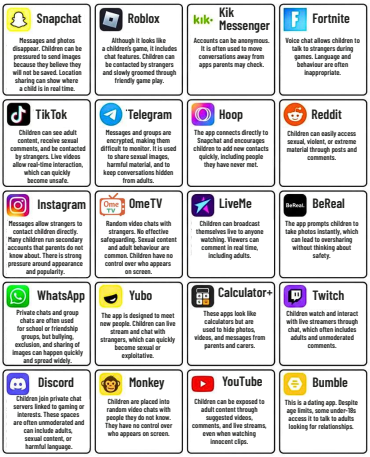 Snapchat
Messages and photos
disappear. Children can be
pressured to send images
because they believe they
will not be saved. Location
sharing can show where
a child is in real time.
Roblox
Although it looks like
a children's game, it includes
chat features. Children can
be contacted by strangers
and slowly groomed through
friendly game play.
kik·
Kik
Messenger
Accounts can be anonymous.
It is often used to move
conversations away from
apps parents may check.
F
Fortnite
Voice chat allows children to
talk to strangers during
games. Language and
behaviour are often
inappropriate.
TikTok
Children can see adult
content, receive sexual
comments, and be contacted
by strangers. Live videos
allow real-time interaction,
which can quickly
become unsafe.
Telegram
Messages and groups are
encrypted, making them
difficult to monitor. It is used
to share sexual images,
harmful material, and to
keep conversations hidden
from adults.
Hoop
The app connects directly to
Snapchat and encourages
children to add new contacts
quickly, including people
they have never met.
Reddit
Children can easily access
sexual, violent, or extreme
material through posts and
comments.
Instagram
Messages allow strangers to
contact children directly.
Many children run secondary
accounts that parents do not
know about. There is strong
pressure around appearance
and popularity.
Ome
TV
OmeTV
Random video chats with
strangers. No effective
safeguarding. Sexual content
and adult behaviour are
common. Children have no
control over who appears
on screen.
LiveMe
Children can broadcast
themselves live to anyone
watching. Viewers can
comment in real time,
including adults.
BeReal.
BeReal
The app prompts children to
take photos instantly, which
can lead to oversharing
without thinking about
safety.
WhatsApp
Private chats and group
chats are often used
for school or friendship
groups, but bullying,
exclusion, and sharing of
images can happen quickly
and spread widely.
Yubo
The app is designed to meet
new people. Children can live
stream and chat with
strangers, which can quickly
become sexual or
exploitative.
Calculator+
These apps look like
calculators but are
used to hide photos,
videos, and messages from
parents and carers.
Twitch
Children watch and interact
with live streamers through
chat, which often includes
adults and unmoderated
comments.
Discord
Children join private chat
servers linked to gaming or
interests. These spaces
are often unmoderated and
can include adults,
sexual content, or
harmful language.
Monkey
Children are placed into
random video chats with
people they do not know.
They have no control over
who appears on screen.
YouTube
Children can be exposed to
adult content through
suggested videos,
comments, and live streams,
even when watching
innocent clips.
Bumble
This is a dating app. Despite
age limits, some under-18s
access it to talk to adults
looking for relationships.